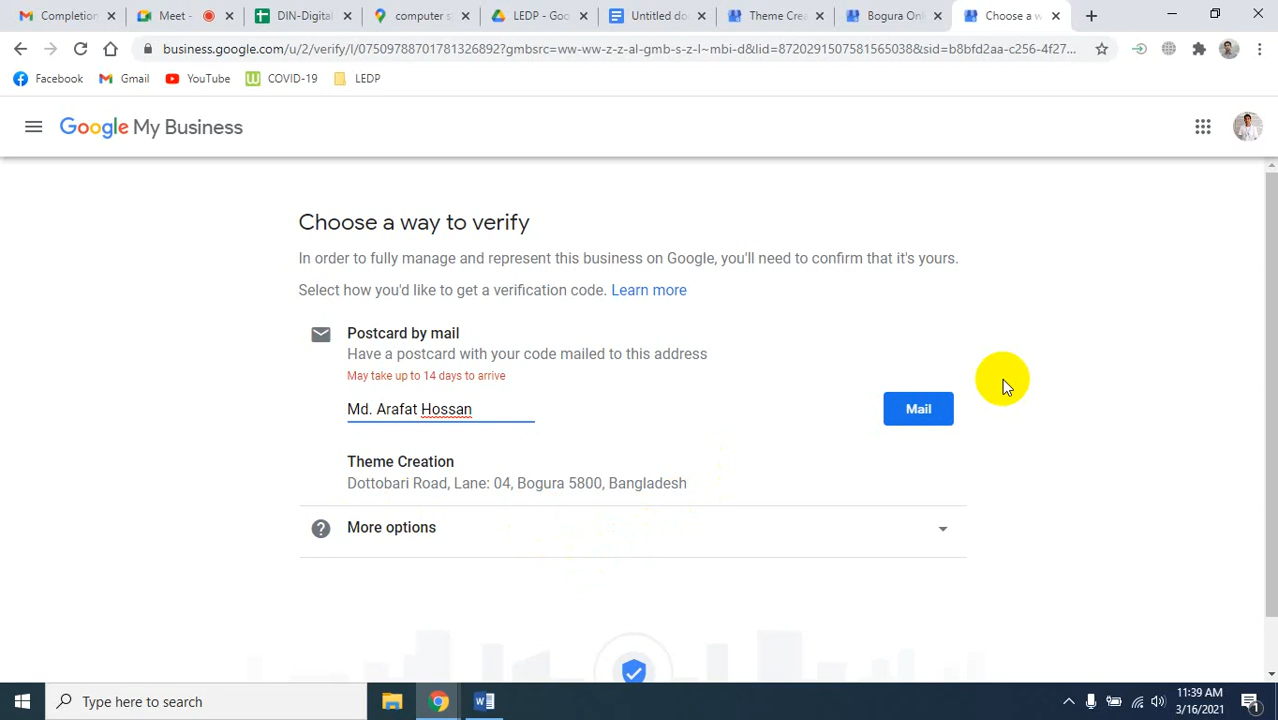 Completion
Meet -
DIN-Digital
computer s
LEDP - Goo
Untitled do
Theme Crea
Bogura Onl
Choose a w
business.google.com/u/2/verify/l/07509788701781326892?gmbsrc=ww-ww-z-z-al-gmb-s-z-l~mbi-d&lid=8720291507581565038&sid=b8bfd2aa-c256-4f27...
Facebook
Gmail
YouTube
COVID-19
LEDP
Google My Business
Choose a way to verify
In order to fully manage and represent this business on Google, you'll need to confirm that it's yours.
Select how you'd like to get a verification code. Learn more
Postcard by mail
Have a postcard with your code mailed to this address
May take up to 14 days to arrive
Md. Arafat Hossan
Mail
Theme Creation
Dottobari Road, Lane: 04, Bogura 5800, Bangladesh
More options
Type here to search
11:39 AM
3/16/2021
1